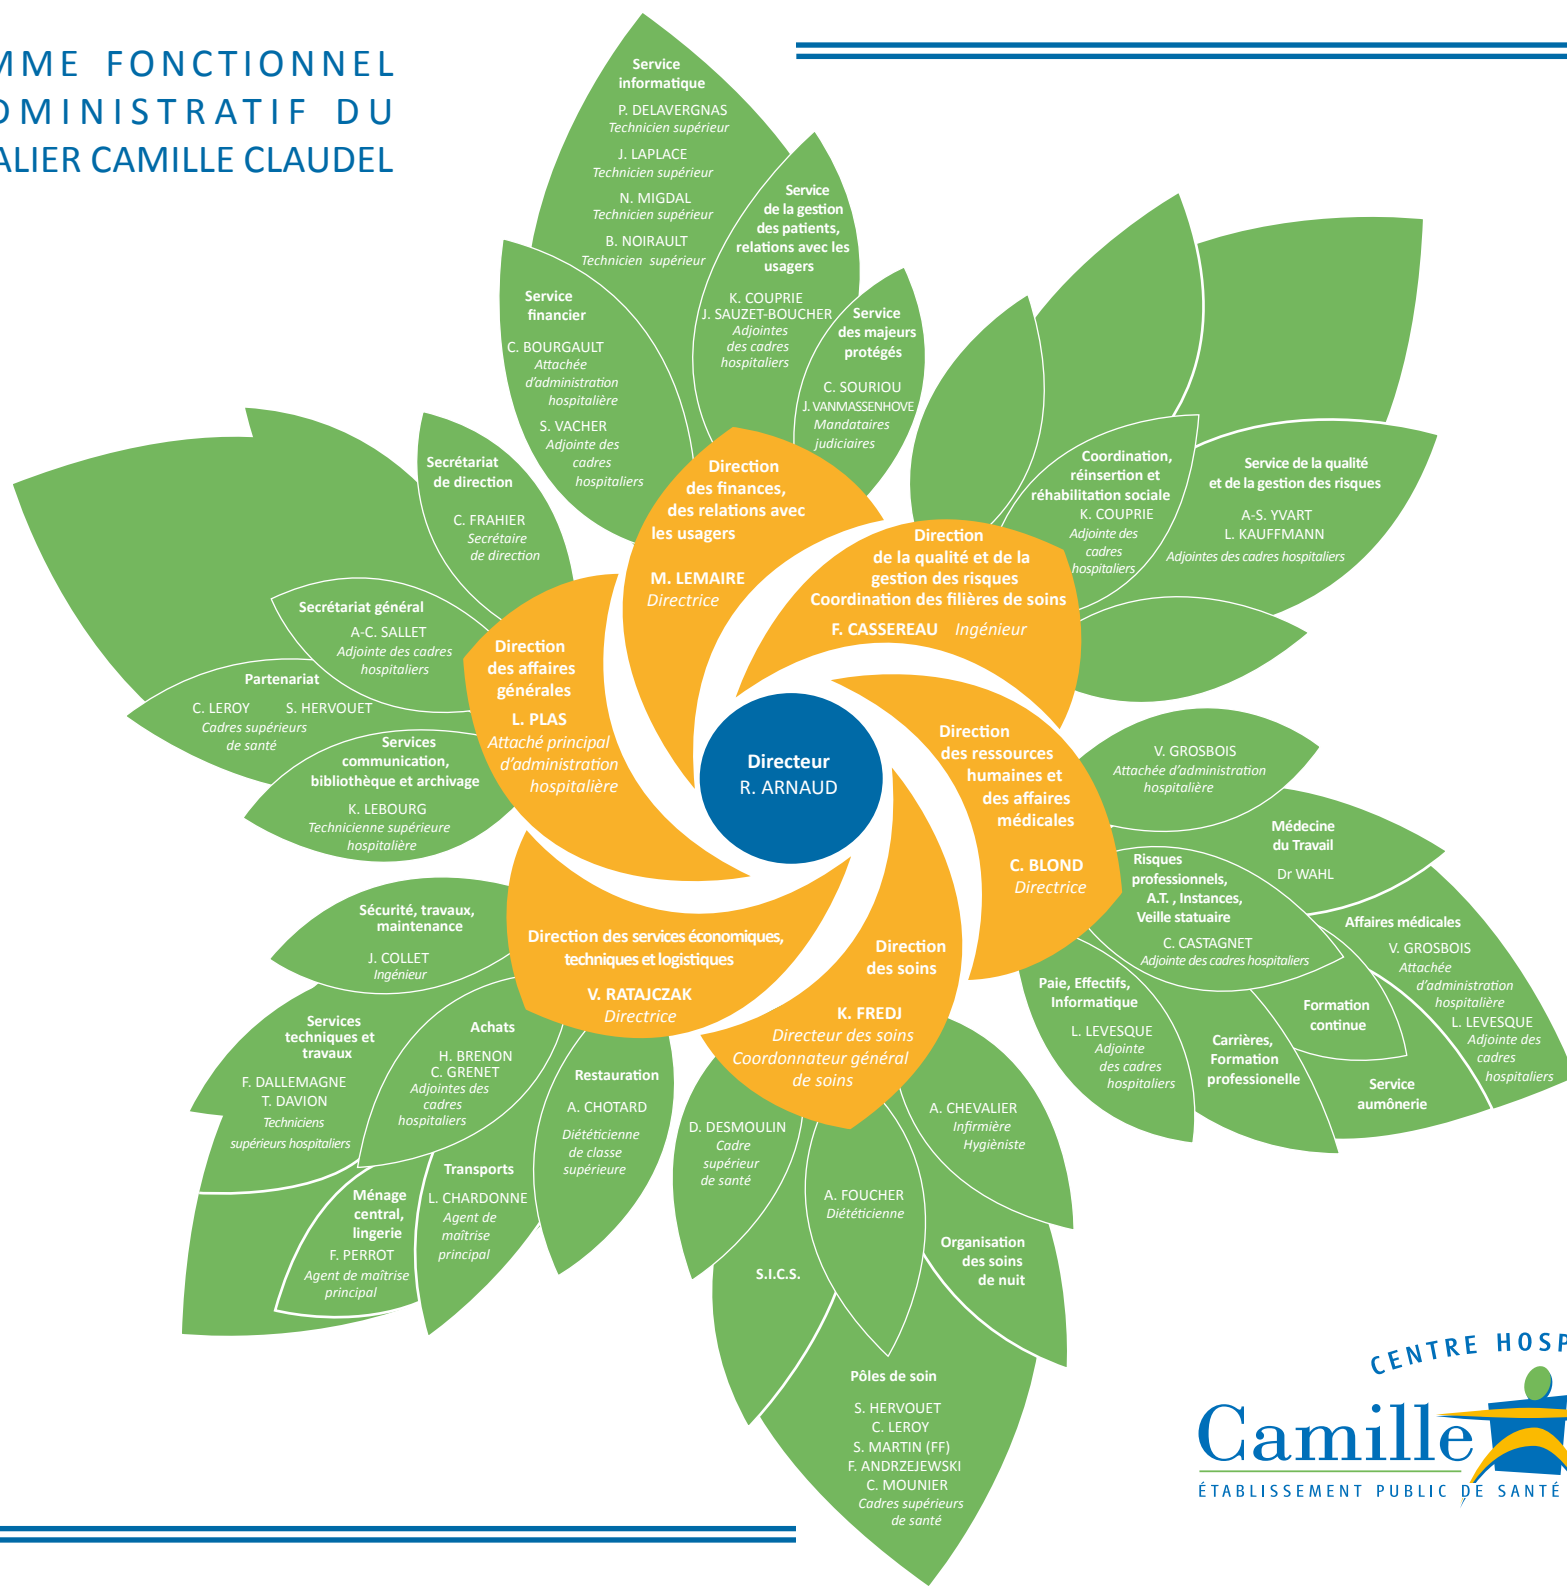 MME FONCTIONNEL
DMINISTRATIF DU
ALIER CAMILLE CLAUDEL
Service
informatique
P. DELAVERGNAS
Technicien supérieur
J. LAPLACE
Technicien supérieur
N. MIGDAL
Technicien supérieur
B. NOIRAULT
Technicien supérieur
Service
de la gestion
des patients,
relations avec les
usagers
K. COUPRIE
J. SAUZET-BOUCHER
Adjointes
des cadres
hospitaliers
Service
financier
C. BOURGAULT
Attachée
d'administration
hospitalière
S. VACHER
Adjointe des
cadres
hospitaliers
Service
des majeurs
protégés
C. SOURIOU
J. VANMASSENHOVE
Mandataires
judiciaires
Direction
des finances,
des relations avec
les usagers
M. LEMAIRE
Directrice
Coordination,
réinsertion et
réhabilitation sociale
K. COUPRIE
Adjointe des
cadres
hospitaliers
Service de la qualité
et de la gestion des risques
A-S. YVART
L. KAUFFMANN
Adjointes des cadres hospitaliers
Direction
de la qualité et de la
gestion des risques
Coordination des filières de soins
F. CASSEREAU Ingénieur
Secrétariat
de direction
C. FRAHIER
Secrétaire
de direction
Secrétariat général
A-C. SALLET
Adjointe des cadres
hospitaliers
Partenariat
C. LEROY S. HERVOUET
Cadres supérieurs
de santé
Services
communication,
bibliothèque et archivage
K. LEBOURG
Technicienne supérieure
hospitalière
Direction
des affaires
générales
L. PLAS
Attaché principal
d'administration
hospitalière
Directeur
R. ARNAUD
Direction
des ressources
humaines et
des affaires
médicales
C. BLOND
Directrice
V. GROSBOIS
Attachée d'administration
hospitalière
Médecine
du Travail
Dr WAHL
Risques
professionnels,
A.T. , Instances,
Veille statuaire
C. CASTAGNET
Adjointe des cadres hospitaliers
Affaires médicales
V. GROSBOIS
Attachée
d'administration
hospitalière
L. LEVESQUE
Adjointe des
cadres
hospitaliers
Paie, Effectifs,
Informatique
L. LEVESQUE
Adjointe
des cadres
hospitaliers
Formation
continue
Carrières,
Formation
professionelle
Service
aumônerie
Sécurité, travaux,
maintenance
J. COLLET
Ingénieur
Direction des services économiques,
techniques et logistiques
V. RATAJCZAK
Directrice
Services
techniques et
travaux
F. DALLEMAGNE
T. DAVION
Techniciens
supérieurs hospitaliers
Achats
H. BRENON
C. GRENET
Adjointes des
cadres
hospitaliers
Restauration
A. CHOTARD
Diététicienne
de classe
supérieure
Ménage
central,
lingerie
F. PERROT
Agent de maîtrise
principal
Transports
L. CHARDONNE
Agent de
maîtrise
principal
Direction
des soins
K. FREDJ
Directeur des soins
Coordonnateur général
de soins
D. DESMOULIN
Cadre
supérieur
de santé
A. CHEVALIER
Infirmière
Hygièniste
A. FOUCHER
Diététicienne
S.I.C.S.
Organisation
des soins
de nuit
Pôles de soin
S. HERVOUET
C. LEROY
S. MARTIN (FF)
F. ANDRZEJEWSKI
C. MOUNIER
Cadres supérieurs
de santé
CENTRE HOSP
Camille
ÉTABLISSEMENT PUBLIC DE SANTÉ